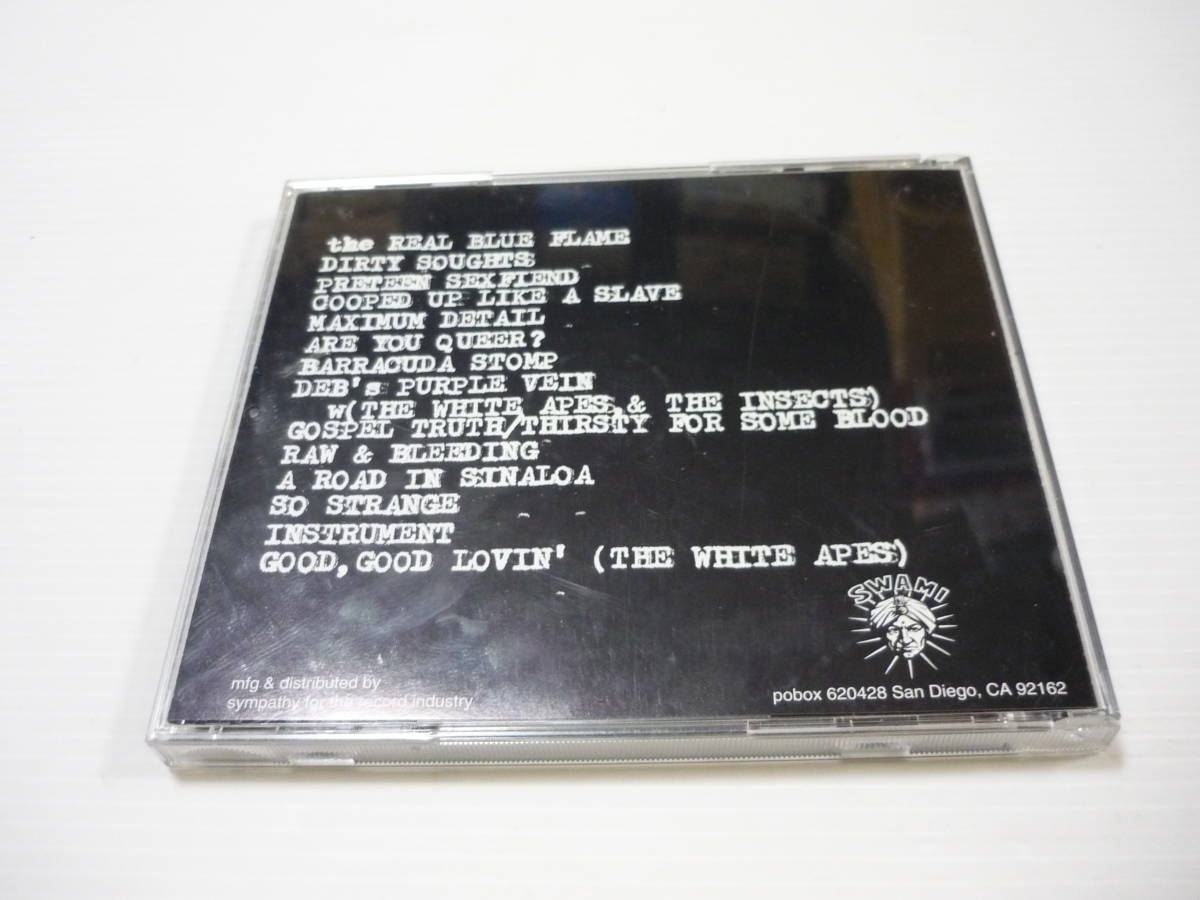 the REAL BLUE FLAME
DIRTY SOUGHTS
PRETEEN SEXFIEND
COOPED UP LIKE A SLAVE
MAXIMUM DETAIL
ARE YOU QUEER?
BARRACUDA STOMP
DEB's PURPLE VEIN
W(THE WHITE APES,& THE INSECTS)
GOSPEL TRUTH/THIRSTY FOR SOME BLOOD
RAW & BLEEDING
A ROAD IN SINALOA
SO STRANGE
INSTRUMENT
GOOD,GOOD LOVIN' (THE WHITE APES)
SWAMI
mfg & distributed by
sympathy for the record industry
pobox 620428 San Diego, CA 92162